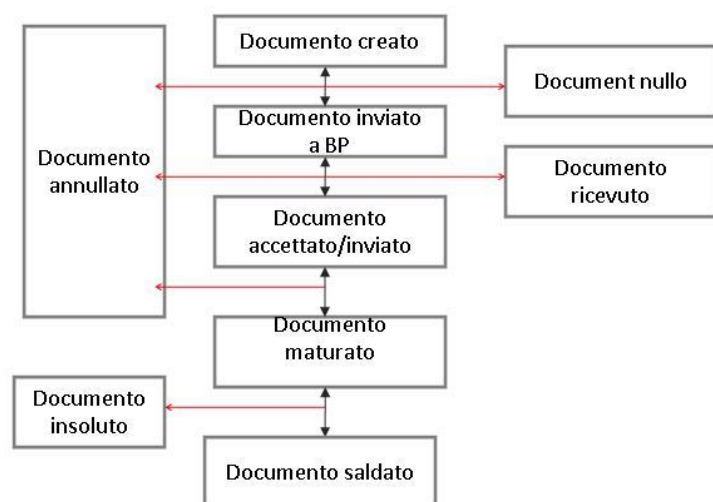 Documento creato
Document nullo
Documento inviato
a BP
Documento
annullato
Documento
ricevuto
Documento
accettato/inviato
Documento
maturato
Documento
insoluto
Documento saldato